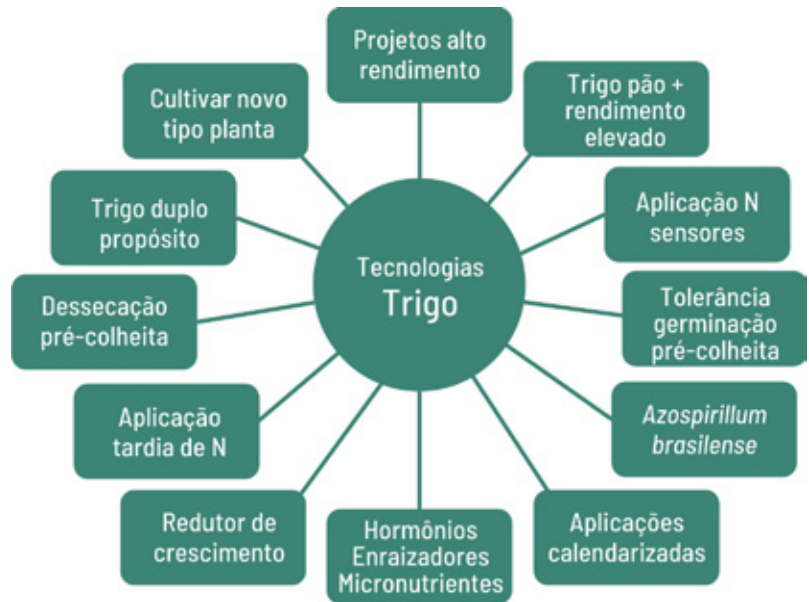 Projetos alto
rendimento
Trigo pão +
rendimento
elevado
Aplicação N
sensores
Tolerância
germinação
pré-colheita
Azospirillum
brasilense
Aplicações
calendarizadas
Hormônios
Enraizadores
Micronutrientes
Redutor de
crescimento
Aplicação
tardia de N
Dessecação
pré-colheita
Trigo duplo
propósito
Cultivar novo
tipo planta
Tecnologias
Trigo